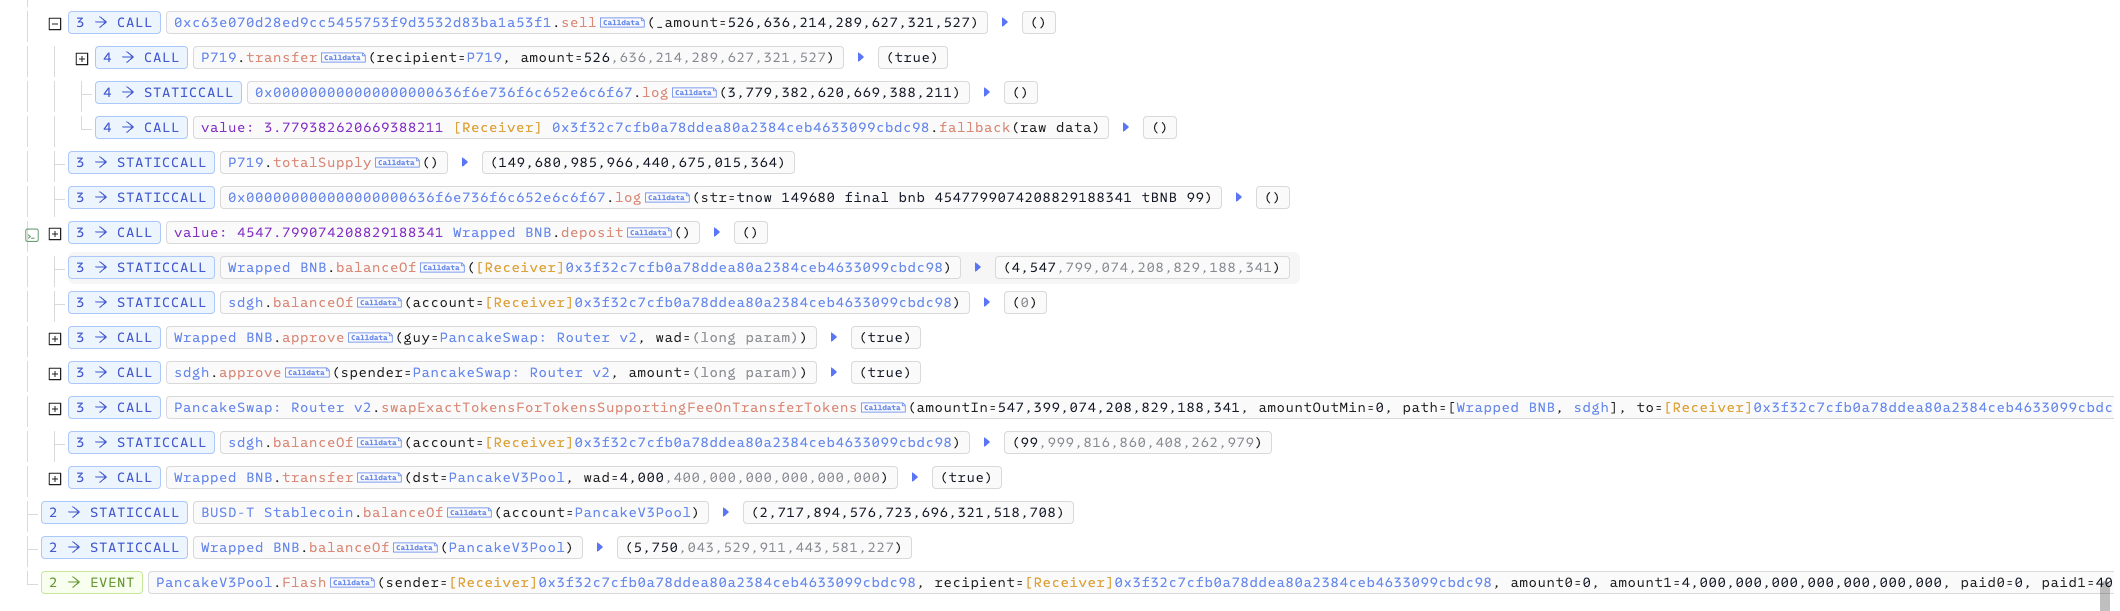 3 → CALL 0xc63e070d28ed9cc5455753f9d3532d83ba1a53f1.sell Calldata (_amount=526,636,214,289,627,321,527) ()
4 → CALL P719.transfer Calldata (recipient=P719, amount=526,636,214,289,627,321,527) (true)
4 → STATICCALL 0x000000000000000000636f6e736f6c652e6c6f67.log Calldata (3,779,382,620,669,388,211) ()
4 → CALL value: 3.779382620669388211 [Receiver] 0x3f32c7cfb0a78ddea80a2384ceb4633099cbdc98.fallback(raw data) ()
3 → STATICCALL P719.totalSupply Calldata () (149,680,985,966,440,675,015,364)
3 → STATICCALL 0x000000000000000000636f6e736f6c652e6c6f67.log Calldata (str=tnow 149680 final bnb 4547799074208829188341 tBNB 99) ()
3 → CALL value: 4547.799074208829188341 Wrapped BNB.deposit Calldata () ()
3 → STATICCALL Wrapped BNB.balanceOf Calldata ([Receiver]0x3f32c7cfb0a78ddea80a2384ceb4633099cbdc98) (4,547,799,074,208,829,188,341)
3 → STATICCALL sdgh.balanceOf Calldata (account=[Receiver]0x3f32c7cfb0a78ddea80a2384ceb4633099cbdc98) (0)
3 → CALL Wrapped BNB.approve Calldata (guy=PancakeSwap: Router v2, wad=(long param)) (true)
3 → CALL sdgh.approve Calldata (spender=PancakeSwap: Router v2, amount=(long param)) (true)
3 → CALL PancakeSwap: Router v2.swapExactTokensForTokensSupportingFeeOnTransferTokens Calldata (amountIn=547,399,074,208,829,188,341, amountOutMin=0, path=[Wrapped BNB, sdgh], to=[Receiver]0x3f32c7cfb0a78ddea80a2384ceb4633099cbdc
3 → STATICCALL sdgh.balanceOf Calldata (account=[Receiver]0x3f32c7cfb0a78ddea80a2384ceb4633099cbdc98) (99,999,816,860,408,262,979)
3 → CALL Wrapped BNB.transfer Calldata (dst=PancakeV3Pool, wad=4,000,400,000,000,000,000,000) (true)
2 → STATICCALL BUSD-T Stablecoin.balanceOf Calldata (account=PancakeV3Pool) (2,717,894,576,723,696,321,518,708)
2 → STATICCALL Wrapped BNB.balanceOf Calldata (PancakeV3Pool) (5,750,043,529,911,443,581,227)
2 → EVENT PancakeV3Pool.Flash Calldata (sender=[Receiver]0x3f32c7cfb0a78ddea80a2384ceb4633099cbdc98, recipient=[Receiver]0x3f32c7cfb0a78ddea80a2384ceb4633099cbdc98, amount0=0, amount1=4,000,000,000,000,000,000,000, paid0=0, paid1=40